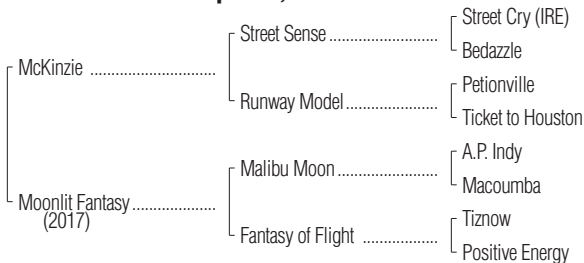 Street Cry (IRE)
Street Sense ........................
Bedazzle
McKinzie ............................
Petionville
Runway Model....................
Ticket to Houston
A.P. Indy
Malibu Moon......................
Macoumba
Moonlit Fantasy...................
(2017)
Tiznow
Fantasy of Flight ................
Positive Energy